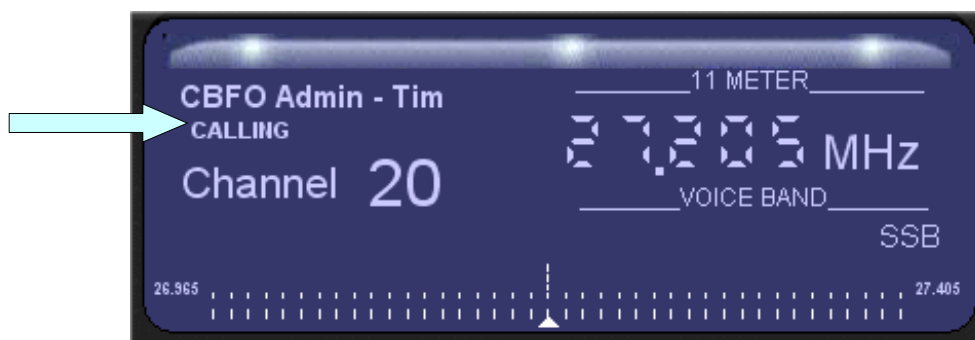 CBFO Admin - Tim
CALLING
Channel 20
11 METER
27.205 MHz
VOICE BAND
SSB
26.965
27.405